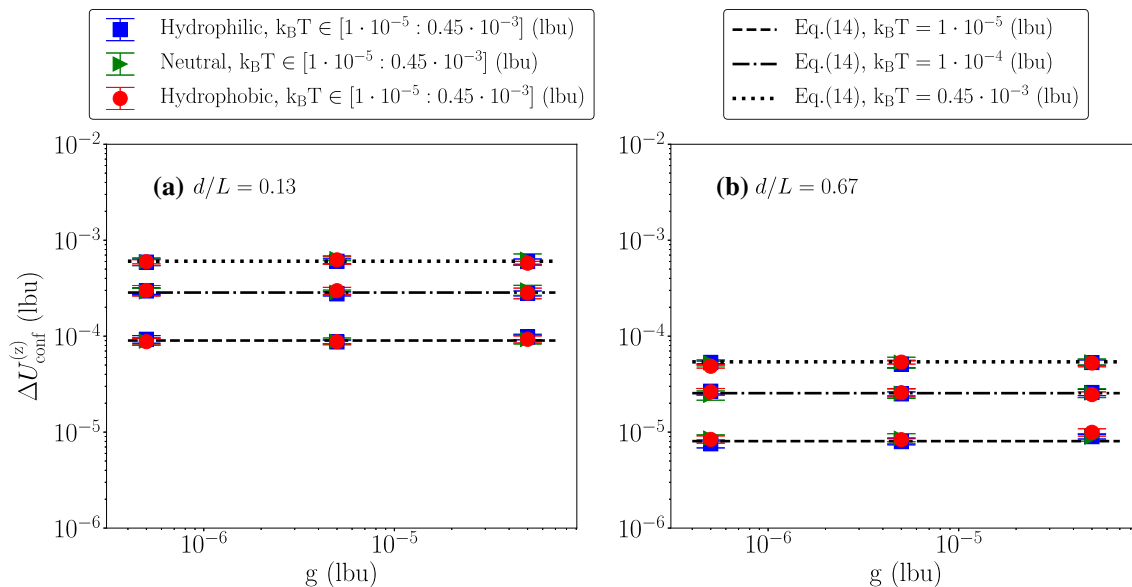 Hydrophilic, k_BT ∈ [1 · 10^−5 : 0.45 · 10^−3] (lbu)
Neutral, k_BT ∈ [1 · 10^−5 : 0.45 · 10^−3] (lbu)
Hydrophobic, k_BT ∈ [1 · 10^−5 : 0.45 · 10^−3] (lbu)
Eq.(14), k_BT = 1 · 10^−5 (lbu)
Eq.(14), k_BT = 1 · 10^−4 (lbu)
Eq.(14), k_BT = 0.45 · 10^−3 (lbu)
ΔU_conf^(z) (lbu)
10^−2
10^−3
10^−4
10^−5
10^−6
(a) d/L = 0.13
10^−6
10^−5
g (lbu)
10^−2
10^−3
10^−4
10^−5
10^−6
(b) d/L = 0.67
10^−6
10^−5
g (lbu)